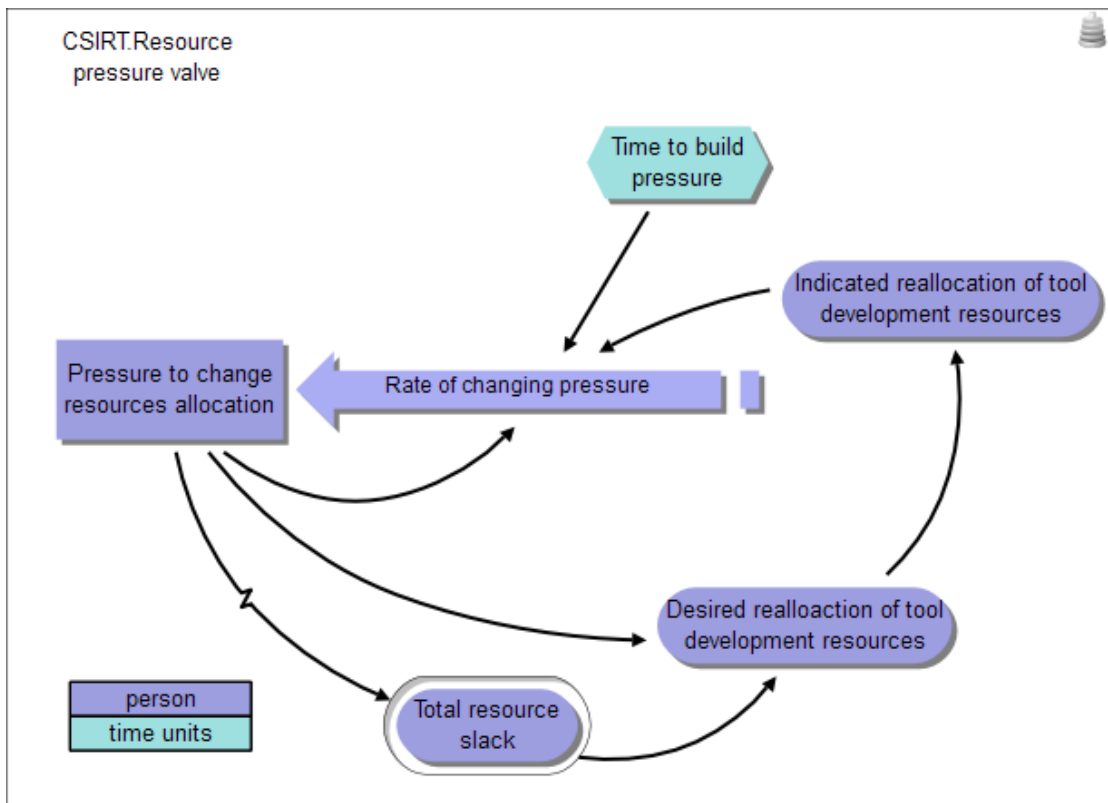 CSIRT.Resource
pressure valve
Time to build
pressure
Indicated reallocation of tool
development resources
Pressure to change
resources allocation
Rate of changing pressure
Desired realloaction of tool
development resources
Total resource
slack
person
time units